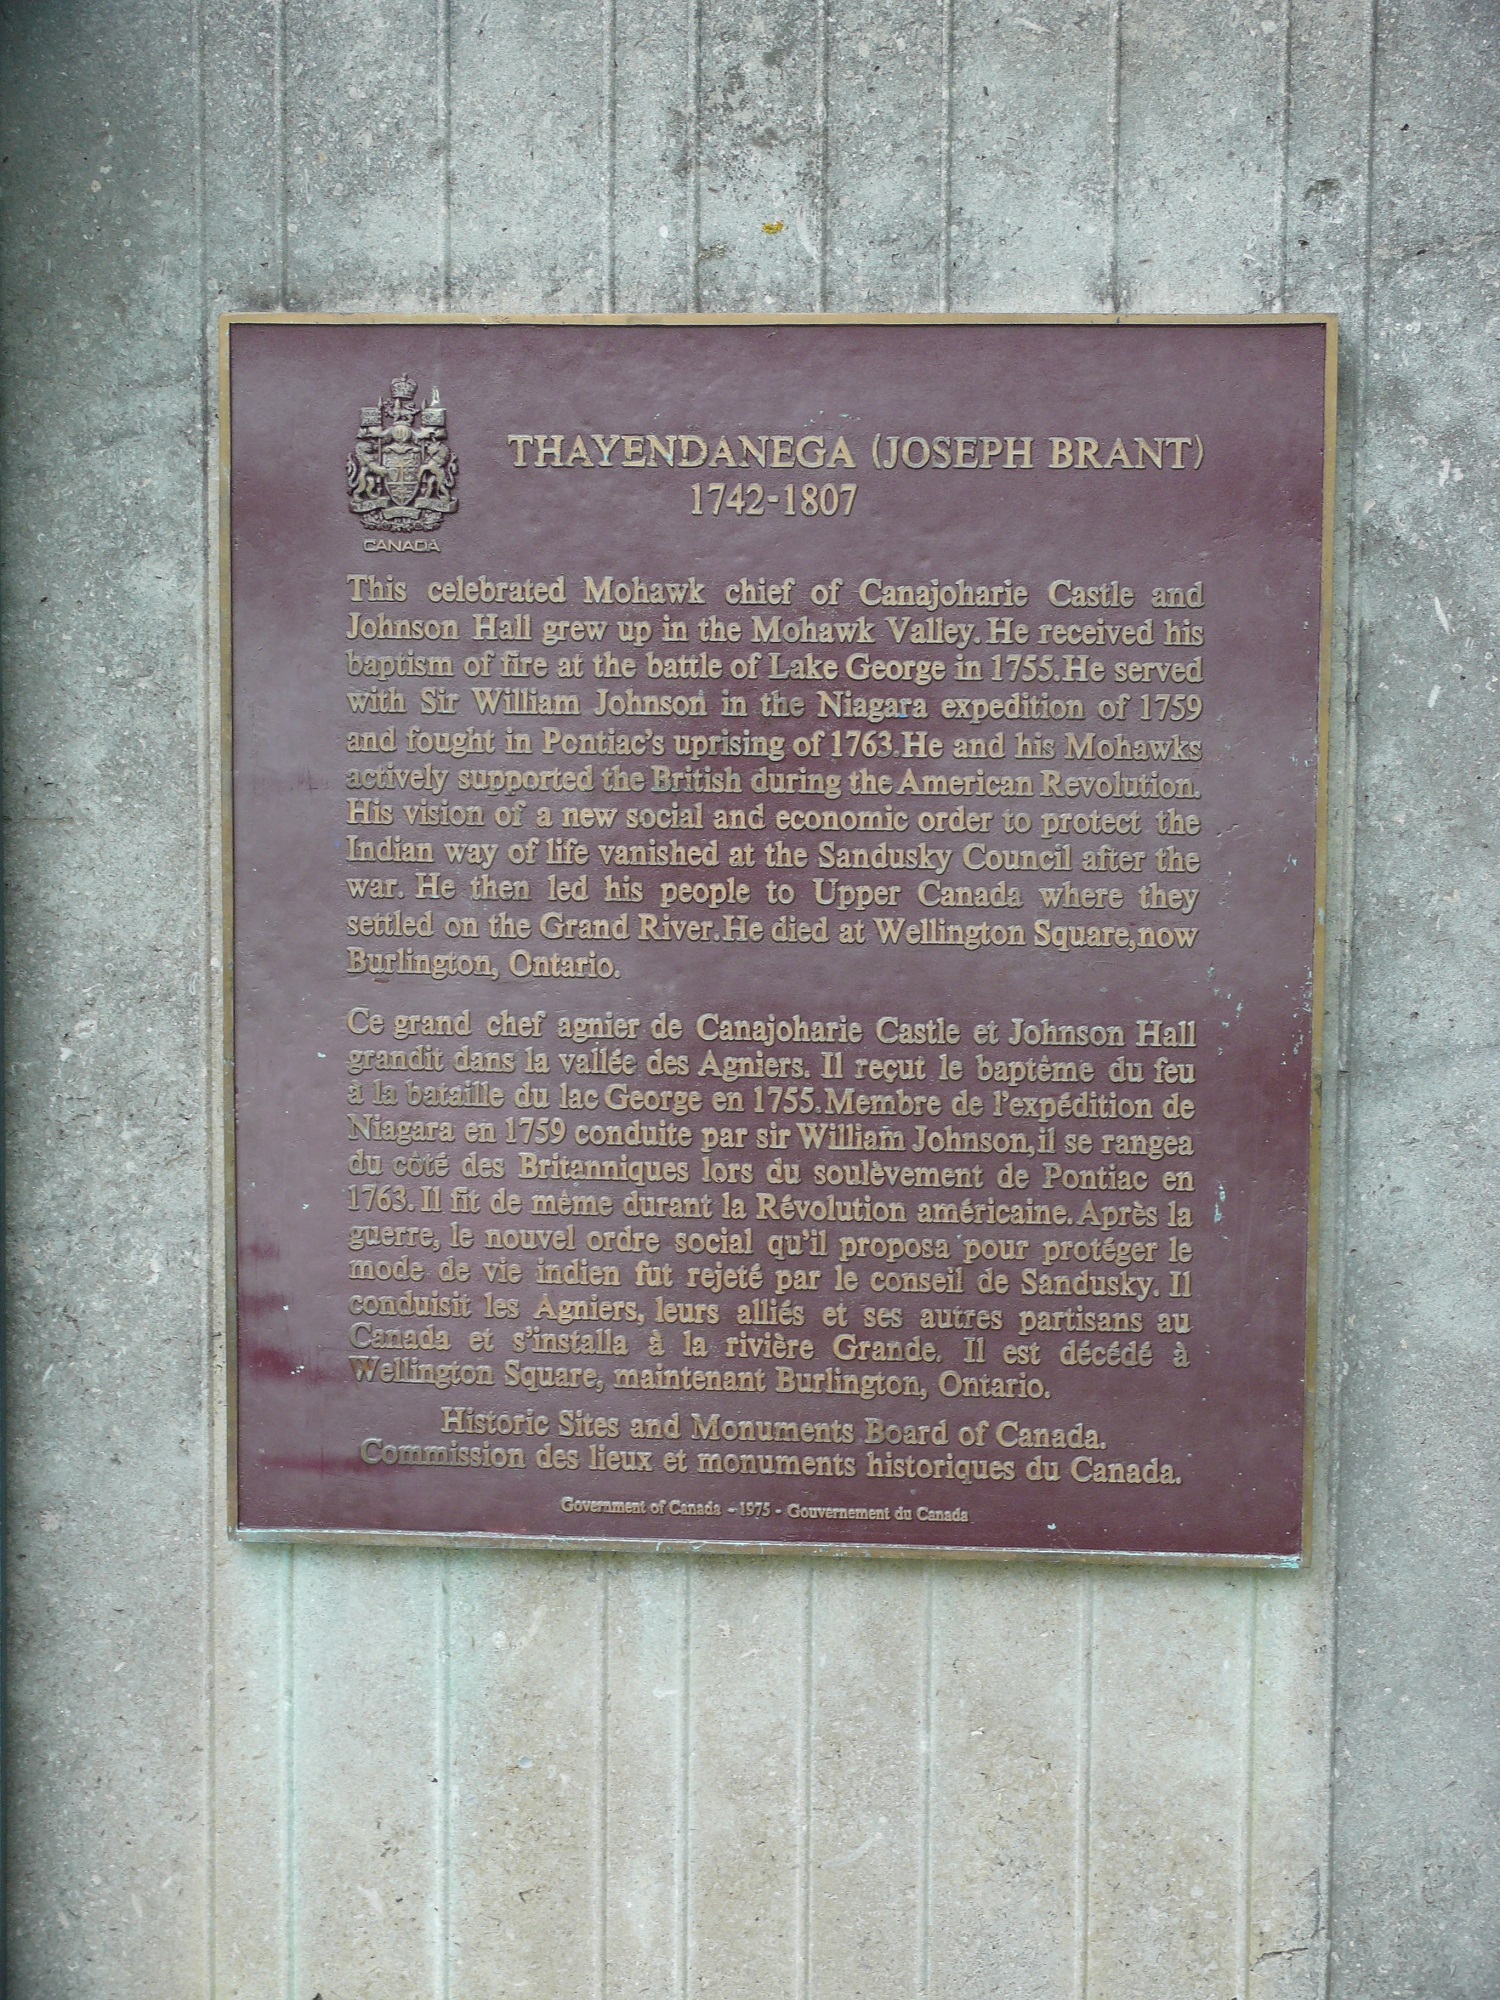 THAYENDANEGA (JOSEPH BRANT)
1742-1807
CANADA
This celebrated Mohawk chief of Canajoharie Castle and
Johnson Hall grew up in the Mohawk Valley. He received his
baptism of fire at the battle of Lake George in 1755. He served
with Sir William Johnson in the Niagara expedition of 1759
and fought in Pontiac's uprising of 1763. He and his Mohawks
actively supported the British during the American Revolution.
His vision of a new social and economic order to protect the
Indian way of life vanished at the Sandusky Council after the
war. He then led his people to Upper Canada where they
settled on the Grand River. He died at Wellington Square, now
Burlington, Ontario.
Ce grand chef agnier de Canajoharie Castle et Johnson Hall
grandit dans la vallée des Agniers. Il reçut le baptême du feu
à la bataille du lac George en 1755. Membre de l'expédition de
Niagara en 1759 conduite par sir William Johnson, il se rangea
du côté des Britanniques lors du soulèvement de Pontiac en
1763. Il fit de même durant la Révolution américaine. Après la
guerre, le nouvel ordre social qu'il proposa pour protéger le
mode de vie indien fut rejeté par le conseil de Sandusky. Il
conduisit les Agniers, leurs alliés et ses autres partisans au
Canada et s'installa à la rivière Grande. Il est décédé à
Wellington Square, maintenant Burlington, Ontario.
Historic Sites and Monuments Board of Canada.
Commission des lieux et monuments historiques du Canada.
Government of Canada - 1975 - Gouvernement du Canada